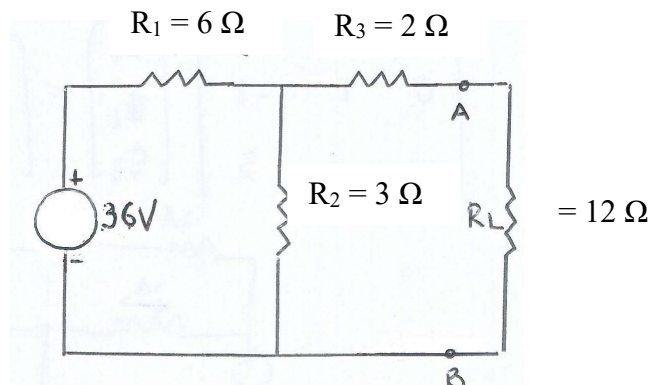 R₁ = 6 Ω R₃ = 2 Ω
+ A
36V R₂ = 3 Ω RL = 12 Ω
-
B